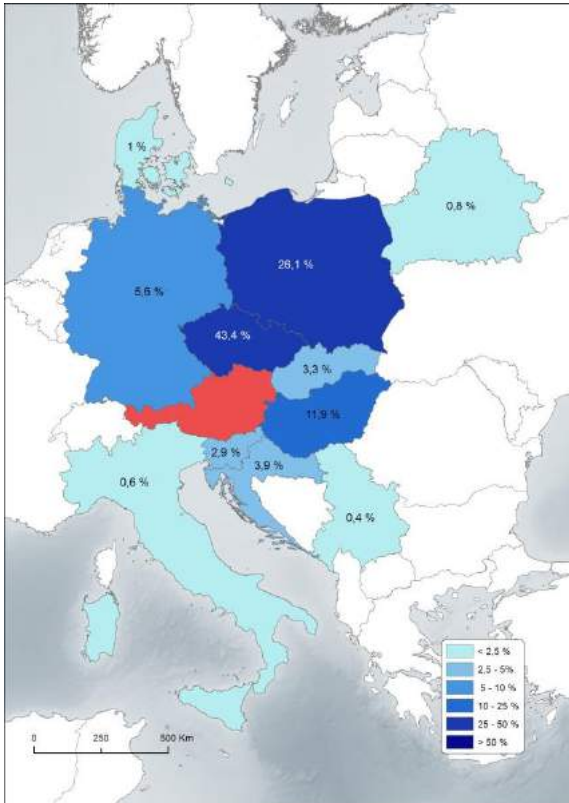 1 %
0,8 %
26,1 %
5,6 %
43,4 %
3,3 %
11,9 %
2,9 %
3,9 %
0,6 %
0,4 %
< 2,5 %
2,5 - 5%
5 - 10 %
10 - 25 %
25 - 50 %
> 50 %
0 250 500 Km